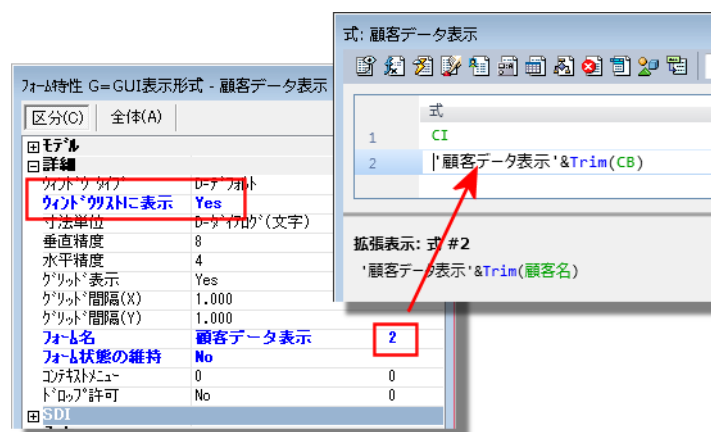 式: 顧客データ表示
式
1 CI
2 '顧客データ表示'&Trim(CB)
拡張表示: 式 #2
'顧客データ表示'&Trim(顧客名)
フォーム特性 G=GUI表示形式 - 顧客データ表示
区分(C) 全体(A)
モデル
詳細
ウィンドウタイプ D=デフォルト
ウィンドウリストに表示 Yes
寸法単位 D=ダイアログ(文字)
垂直精度 8
水平精度 4
グリッド表示 Yes
グリッド間隔(X) 1.000
グリッド間隔(Y) 1.000
フォーム名 顧客データ表示 2
フォーム状態の維持 No
コンテキストメニュー 0 0
ドロップ許可 No 0
SDI